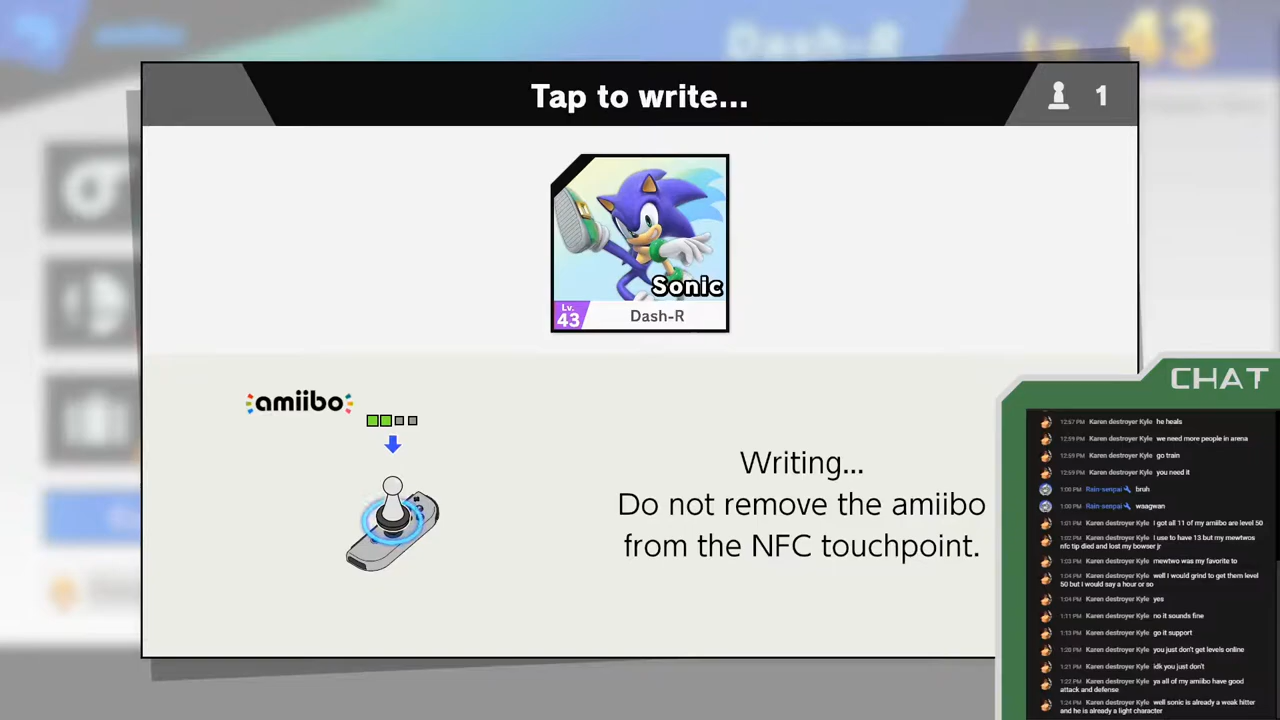 amiibo
Dash-R
Lv. 43
Tap to write...
1
Sonic
Lv.
43
Dash-R
amiibo
Writing...
Do not remove the amiibo
from the NFC touchpoint.
CHAT
12:57 PM Karen destroyer Kyle he heals
12:59 PM Karen destroyer Kyle we need more people in arena
12:59 PM Karen destroyer Kyle go train
12:59 PM Karen destroyer Kyle you need it
1:00 PM Rain-senpai bruh
1:00 PM Rain-senpai waagwan
1:01 PM Karen destroyer Kyle I got all 11 of my amiibo are level 50
1:02 PM Karen destroyer Kyle I use to have 13 but my mewtwos
nfc tip died and lost my bowser jr
1:03 PM Karen destroyer Kyle mewtwo was my favorite to
1:04 PM Karen destroyer Kyle well I would grind to get them level
50 but I would say a hour or so
1:04 PM Karen destroyer Kyle yes
1:11 PM Karen destroyer Kyle no it sounds fine
1:13 PM Karen destroyer Kyle go it support
1:20 PM Karen destroyer Kyle you just don't get levels online
1:21 PM Karen destroyer Kyle idk you just don't
1:22 PM Karen destroyer Kyle ya all of my amiibo have good
attack and defense
1:24 PM Karen destroyer Kyle well sonic is already a weak hitter
and he is already a light character